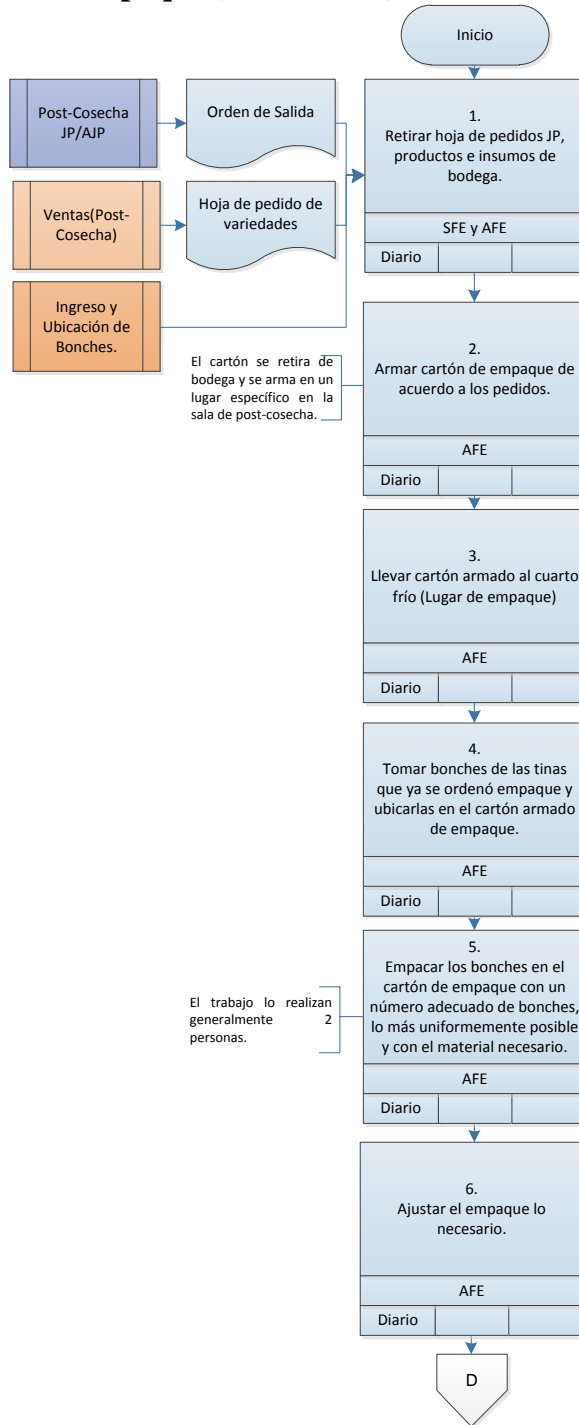 Inicio
Post-Cosecha
JP/AJP
Orden de Salida
1.
Retirar hoja de pedidos JP,
productos e insumos de
bodega.
SFE y AFE
Diario
Ventas(Post-
Cosecha)
Hoja de pedido de
variedades
Ingreso y
Ubicación de
Bonches.
2.
Armar cartón de empaque de
acuerdo a los pedidos.
AFE
Diario
El cartón se retira de
bodega y se arma en un
lugar específico en la
sala de post-cosecha.
3.
Llevar cartón armado al cuarto
frío (Lugar de empaque)
AFE
Diario
4.
Tomar bonches de las tinas
que ya se ordenó empaque y
ubicarlas en el cartón armado
de empaque.
AFE
Diario
5.
Empacar los bonches en el
cartón de empaque con un
número adecuado de bonches,
lo más uniformemente posible
y con el material necesario.
AFE
Diario
El trabajo lo realizan
generalmente 2
personas.
6.
Ajustar el empaque lo
necesario.
AFE
Diario
D